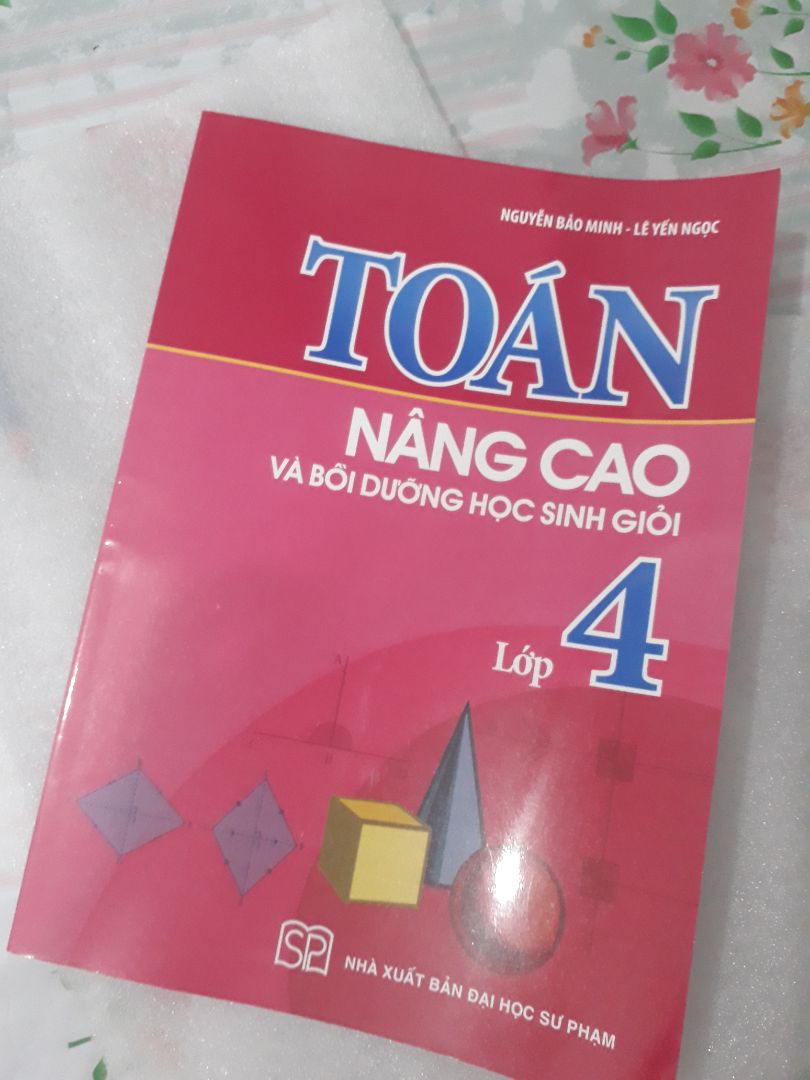 NGUYỄN BẢO MINH - LÊ YẾN NGỌC
TOÁN
NÂNG CAO
VÀ BỒI DƯỠNG HỌC SINH GIỎI
Lớp 4
SP
NHÀ XUẤT BẢN ĐẠI HỌC SƯ PHẠM